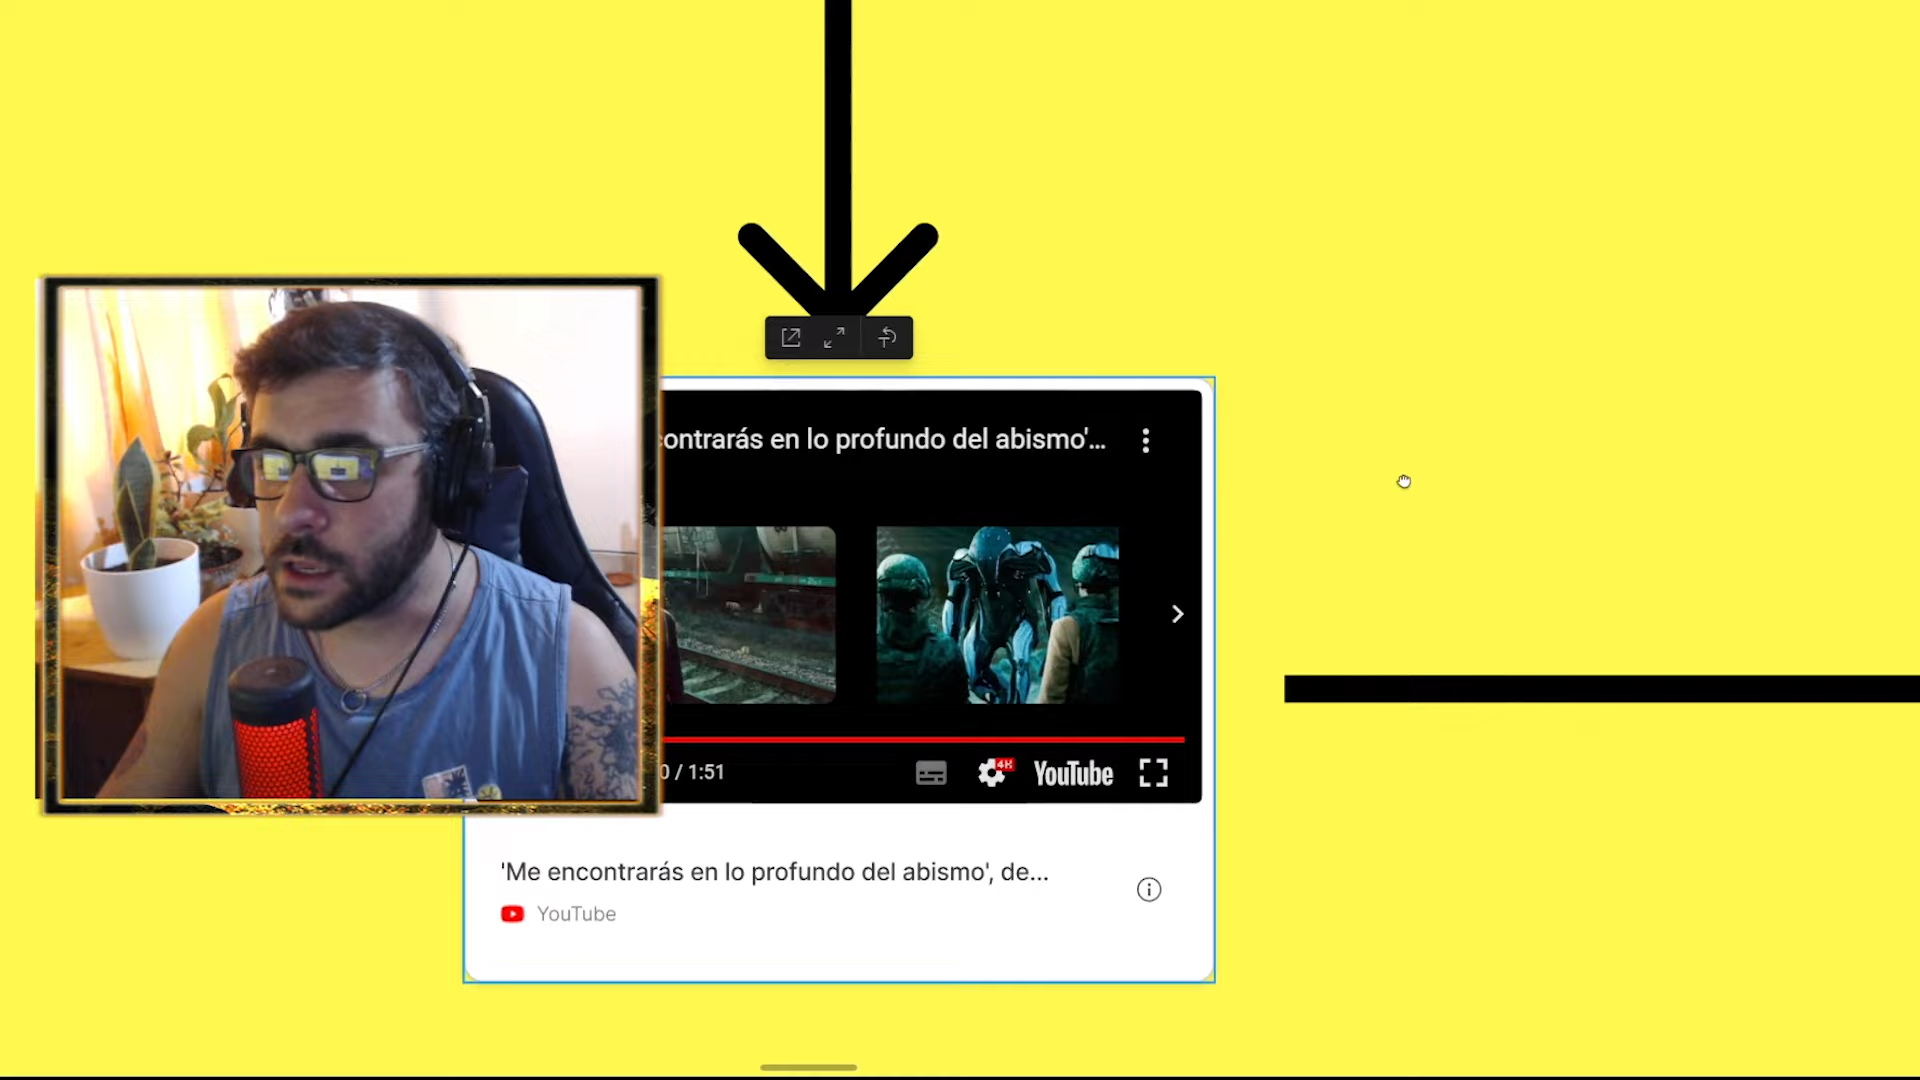 contrarás en lo profundo del abismo'...
0 / 1:51
4K
YouTube
'Me encontrarás en lo profundo del abismo', de...
YouTube